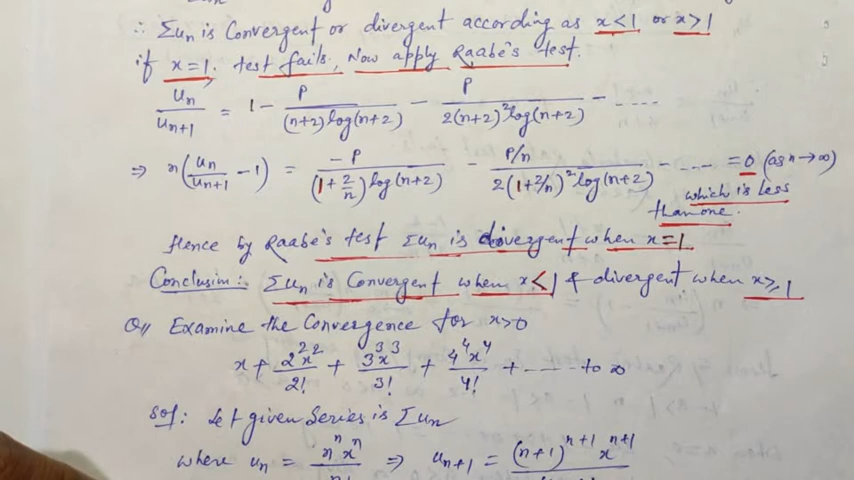 ∴ Σun is Convergent or divergent according as x<1 or x>1
if x=1. test fails, Now apply Raabe's test.
un/un+1 = 1 - P/((n+2)log(n+2)) - P/(2(n+2)²log(n+2)) - .....
⇒ n(un/un+1 - 1) = -P/((1+2/n)log(n+2)) - P/n/(2(1+2/n)²log(n+2)) - ..... = 0 (as n→∞)
which is less
than one.
Hence by Raabe's test Σun is divergent when x=1
Conclusion:. Σun is Convergent when x<1 & divergent when x≥1
Q// Examine the Convergence for x>0
x + 2²x²/2! + 3³x³/3! + 4⁴x⁴/4! + ----- to ∞
Sol: Let given Series is Σun
where un = nⁿxⁿ/n! ⇒ un+1 = (n+1)ⁿ⁺¹xⁿ⁺¹